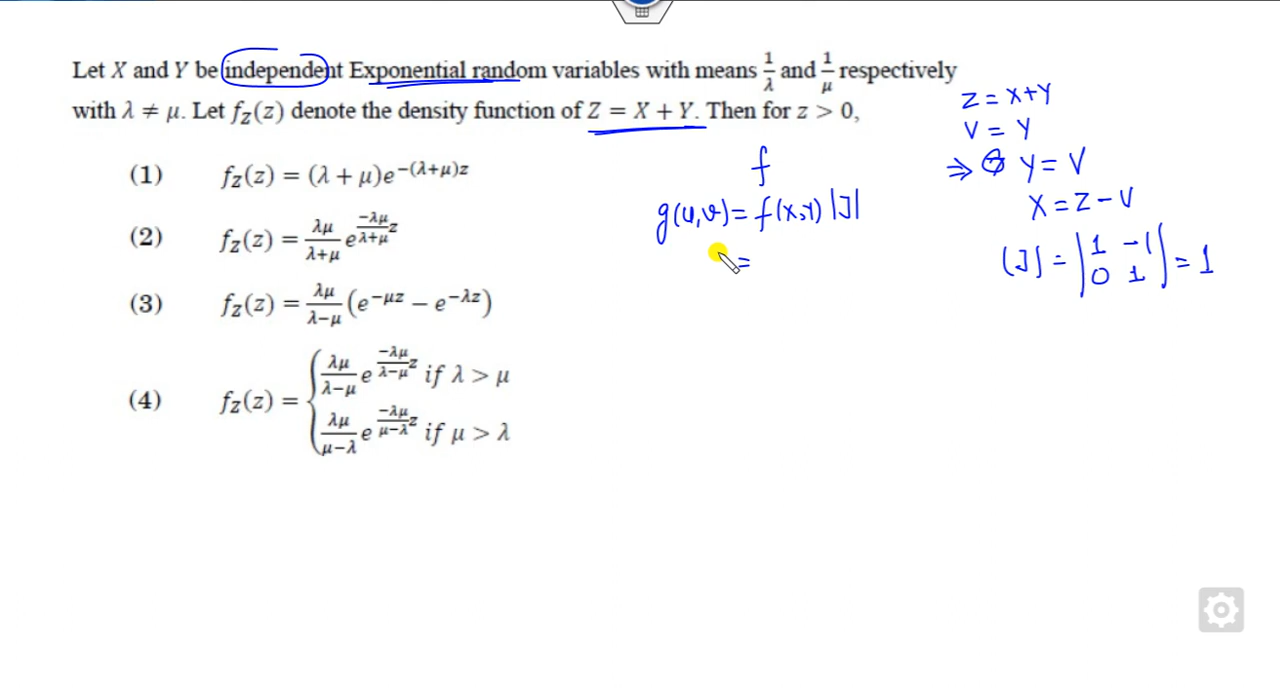 Let X and Y be independent Exponential random variables with means 1/λ and 1/μ respectively
with λ ≠ μ. Let f_Z(z) denote the density function of Z = X + Y. Then for z > 0,
(1) f_Z(z) = (λ + μ)e^{-(λ+μ)z}
(2) f_Z(z) = λμ/(λ+μ) e^{(-λμ/(λ+μ))z}
(3) f_Z(z) = λμ/(λ−μ) (e^{-μz} − e^{-λz})
(4) f_Z(z) = { λμ/(λ−μ) e^{(-λμ/(λ−μ))z} if λ > μ
λμ/(μ−λ) e^{(-λμ/(μ−λ))z} if μ > λ
f
g(u,v) = f(x,y) |J|
=
Z = X+Y
V = Y
⇒ Y = V
X = Z − V
|J| = | 1 −1 |
| 0 1 | = 1